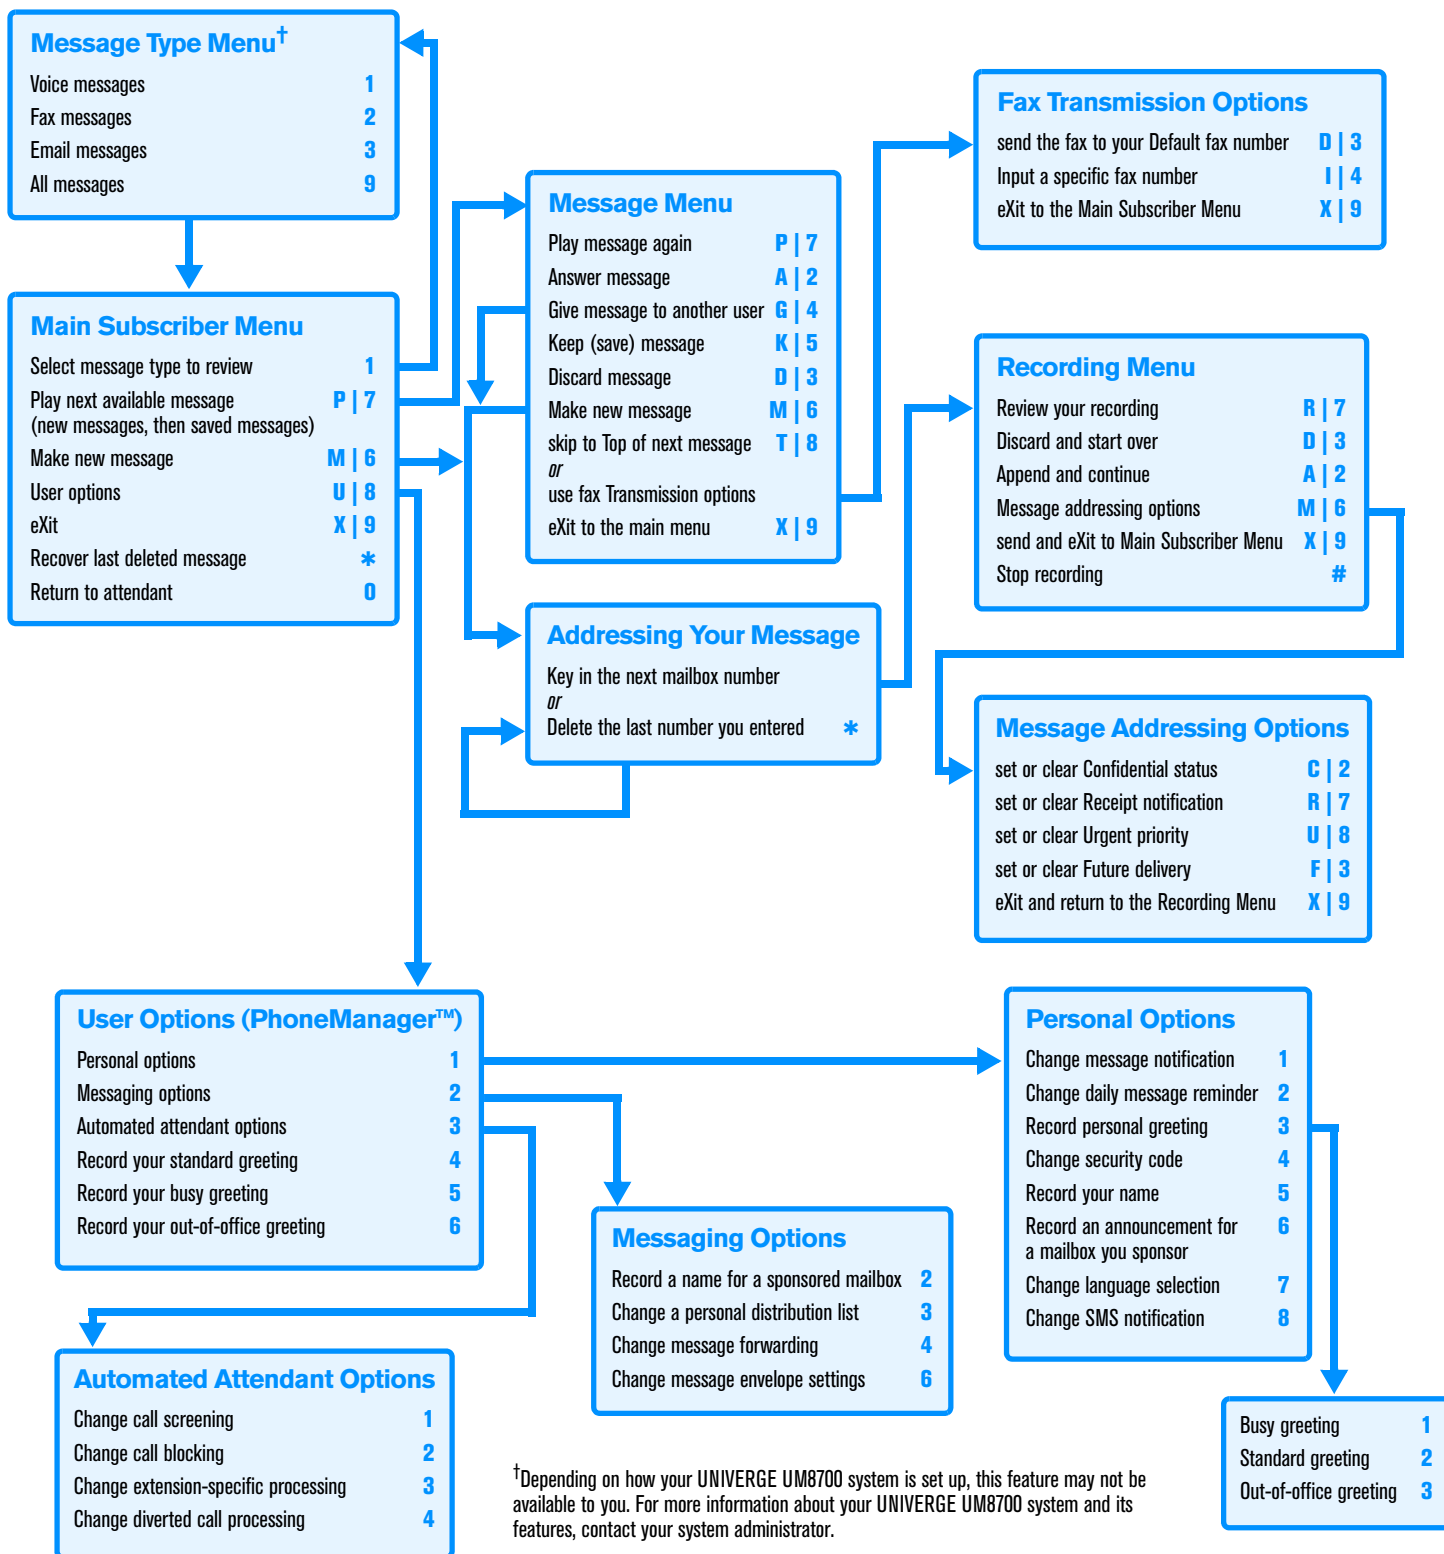 Message Type Menu†
Voice messages 1
Fax messages 2
Email messages 3
All messages 9
Main Subscriber Menu
Select message type to review 1
Play next available message P | 7
(new messages, then saved messages)
Make new message M | 6
User options U | 8
eXit X | 9
Recover last deleted message *
Return to attendant 0
Message Menu
Play message again P | 7
Answer message A | 2
Give message to another user G | 4
Keep (save) message K | 5
Discard message D | 3
Make new message M | 6
skip to Top of next message T | 8
or
use fax Transmission options
eXit to the main menu X | 9
Addressing Your Message
Key in the next mailbox number
or
Delete the last number you entered *
Fax Transmission Options
send the fax to your Default fax number D | 3
Input a specific fax number I | 4
eXit to the Main Subscriber Menu X | 9
Recording Menu
Review your recording R | 7
Discard and start over D | 3
Append and continue A | 2
Message addressing options M | 6
send and eXit to Main Subscriber Menu X | 9
Stop recording #
Message Addressing Options
set or clear Confidential status C | 2
set or clear Receipt notification R | 7
set or clear Urgent priority U | 8
set or clear Future delivery F | 3
eXit and return to the Recording Menu X | 9
User Options (PhoneManager™)
Personal options 1
Messaging options 2
Automated attendant options 3
Record your standard greeting 4
Record your busy greeting 5
Record your out-of-office greeting 6
Automated Attendant Options
Change call screening 1
Change call blocking 2
Change extension-specific processing 3
Change diverted call processing 4
Messaging Options
Record a name for a sponsored mailbox 2
Change a personal distribution list 3
Change message forwarding 4
Change message envelope settings 6
Personal Options
Change message notification 1
Change daily message reminder 2
Record personal greeting 3
Change security code 4
Record your name 5
Record an announcement for 6
a mailbox you sponsor
Change language selection 7
Change SMS notification 8
Busy greeting 1
Standard greeting 2
Out-of-office greeting 3
†Depending on how your UNIVERGE UM8700 system is set up, this feature may not be
available to you. For more information about your UNIVERGE UM8700 system and its
features, contact your system administrator.